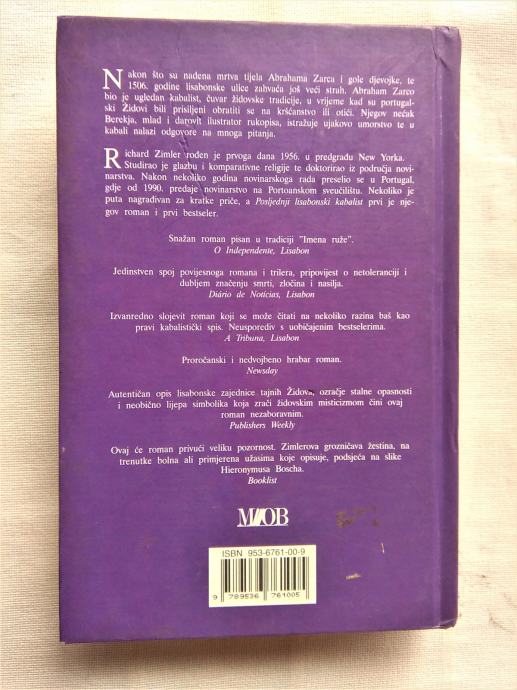 Nakon što su nađena mrtva tijela Abrahama Zarca i gole djevojke, te
1506. godine lisabonske ulice zahvaća još veći strah. Abraham Zarco
bio je ugledan kabalist, čuvar židovske tradicije, u vrijeme kad su portugal-
ski Židovi bili prisiljeni obratiti se na kršćanstvo ili otići. Njegov nećak
Berekja, mlad i darovit ilustrator rukopisa, istražuje ujakovo umorstvo te u
kabali nalazi odgovore na mnoga pitanja.
Richard Zimler rođen je prvoga dana 1956. u predgrađu New Yorka.
Studirao je glazbu i komparativne religije te doktorirao iz područja novi-
narstva. Nakon nekoliko godina novinarskoga rada preselio se u Portugal,
gdje od 1990. predaje novinarstvo na Portoanskom sveučilištu. Nekoliko je
puta nagrađivan za kratke priče, a Posljednji lisabonski kabalist prvi je nje-
gov roman i prvi bestseler.
Snažan roman pisan u tradiciji "Imena ruže".
O Independente, Lisabon
Jedinstven spoj povijesnoga romana i trilera, pripovijest o netoleranciji i
dubljem značenju smrti, zločina i nasilja.
Diário de Notícias, Lisabon
Izvanredno slojevit roman koji se može čitati na nekoliko razina baš kao
pravi kabalistički spis. Neusporediv s uobičajenim bestselerima.
A Tribuna, Lisabon
Proročanski i nedvojbeno hrabar roman.
Newsday
Autentičan opis lisabonske zajednice tajnih Židova, ozračje stalne opasnosti
i neobično lijepa simbolika koja zrači židovskim misticizmom čini ovaj
roman nezaboravnim.
Publishers Weekly
Ovaj će roman privući veliku pozornost. Zimlerova grozničava žestina, na
trenutke bolna ali primjerena užasima koje opisuje, podsjeća na slike
Hieronymusa Boscha.
Booklist
ISBN 953-6761-00-9
9 789536 761005